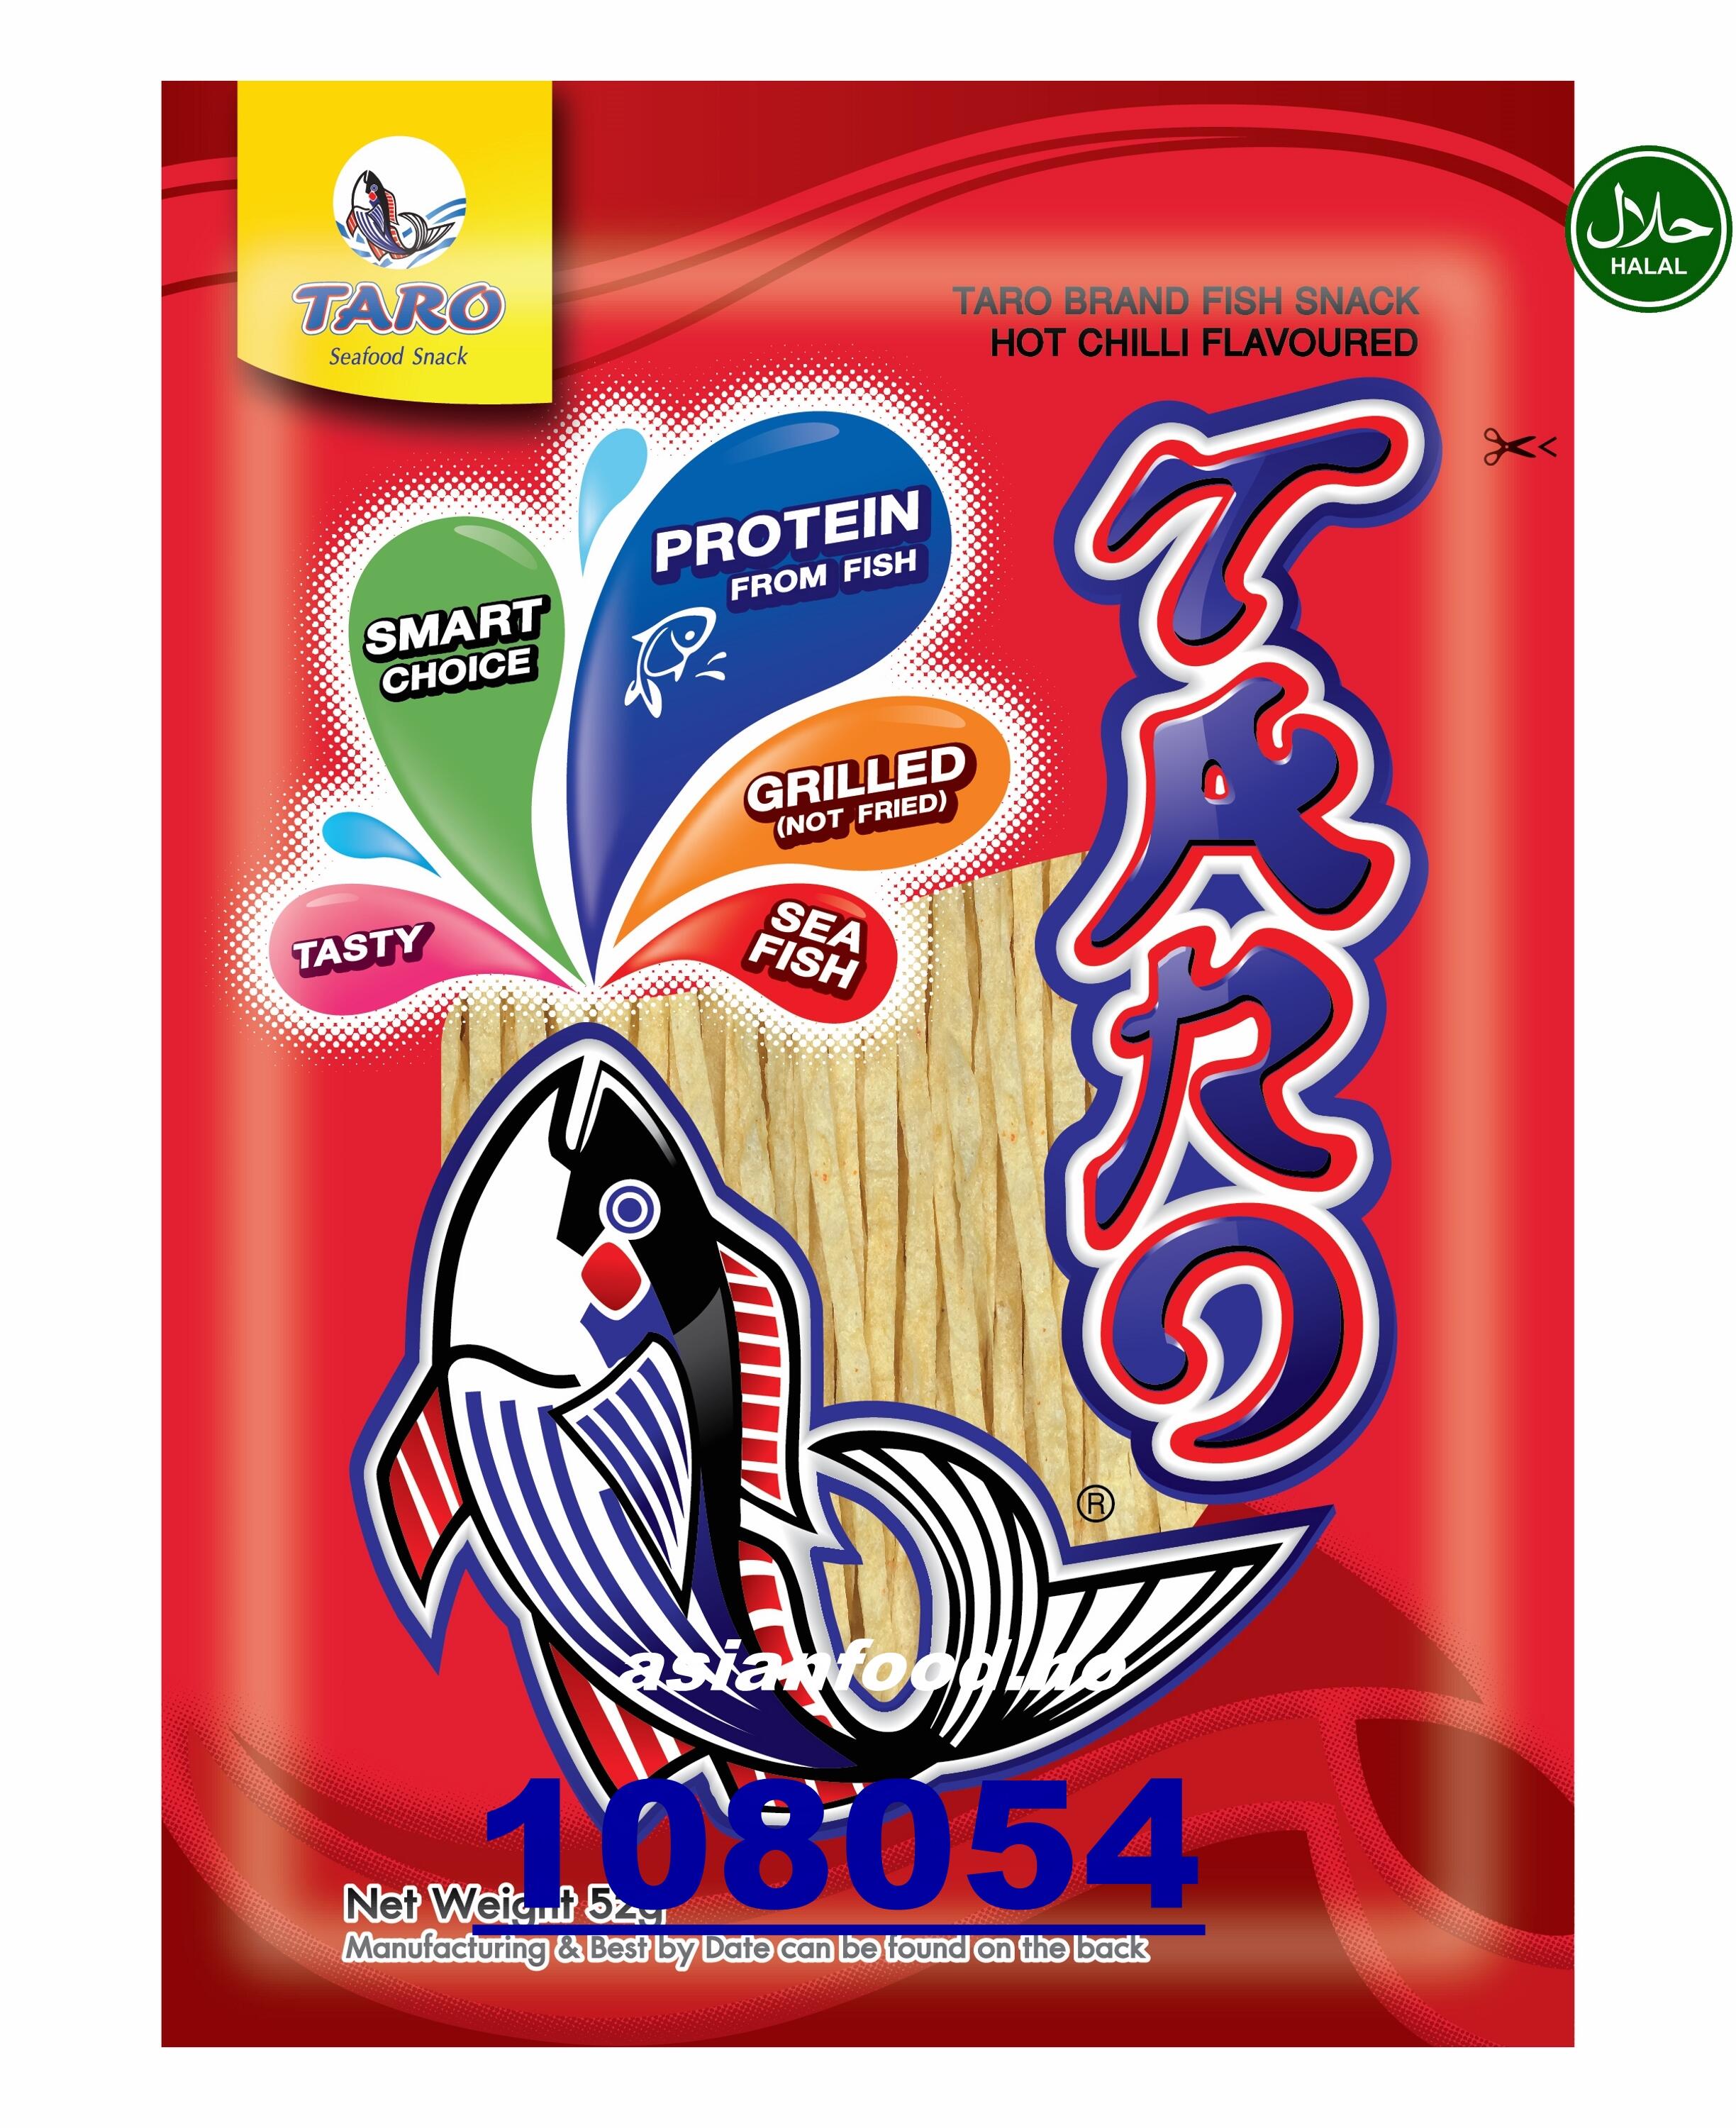 TARO
Seafood Snack
حلال
HALAL
TARO BRAND FISH SNACK
HOT CHILLI FLAVOURED
PROTEIN
FROM FISH
SMART
CHOICE
GRILLED
(NOT FRIED)
TASTY
SEA
FISH
TARO
®
asianfood.no
108054
Net Weight 52g
Manufacturing & Best by Date can be found on the back